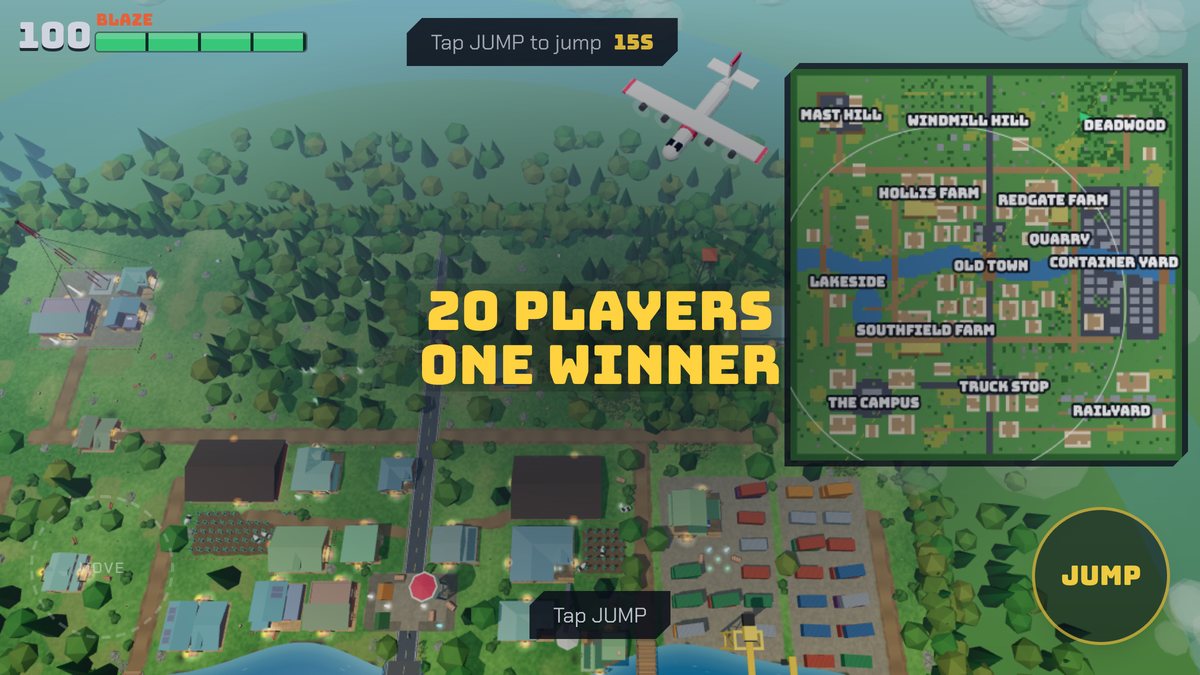 100
BLAZE
Tap JUMP to jump 15S
MAST HILL
WINDMILL HILL
DEADWOOD
HOLLIS FARM
REDGATE FARM
QUARRY
OLD TOWN
CONTAINER YARD
LAKESIDE
SOUTHFIELD FARM
TRUCK STOP
THE CAMPUS
RAILYARD
20 PLAYERS
ONE WINNER
MOVE
JUMP
Tap JUMP